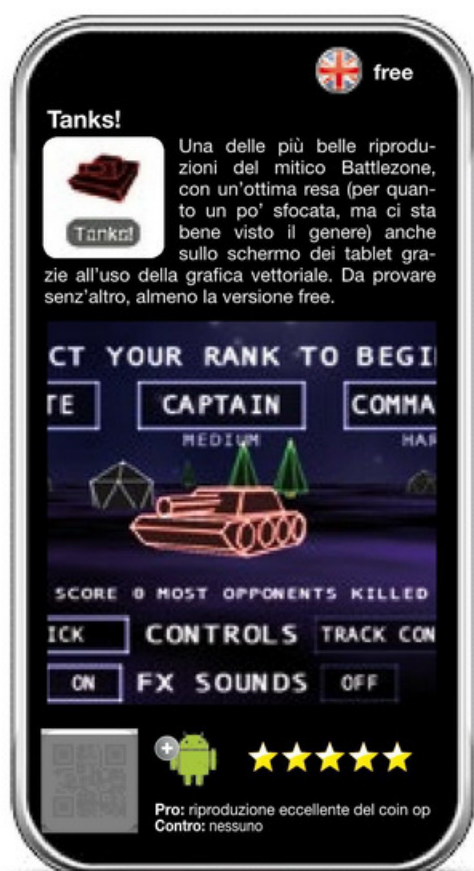 free
Tanks!
Una delle più belle riprodu-
zioni del mitico Battlezone,
con un'ottima resa (per quan-
to un po' sfocata, ma ci sta
bene visto il genere) anche
sullo schermo dei tablet gra-
zie all'uso della grafica vettoriale. Da provare
senz'altro, almeno la versione free.
Tanks!
CT YOUR RANK TO BEGI
TE CAPTAIN COMMA
MEDIUM HAR
SCORE 0 MOST OPPONENTS KILLED
ICK CONTROLS TRACK CON
ON FX SOUNDS OFF
Pro: riproduzione eccellente del coin op
Contro: nessuno